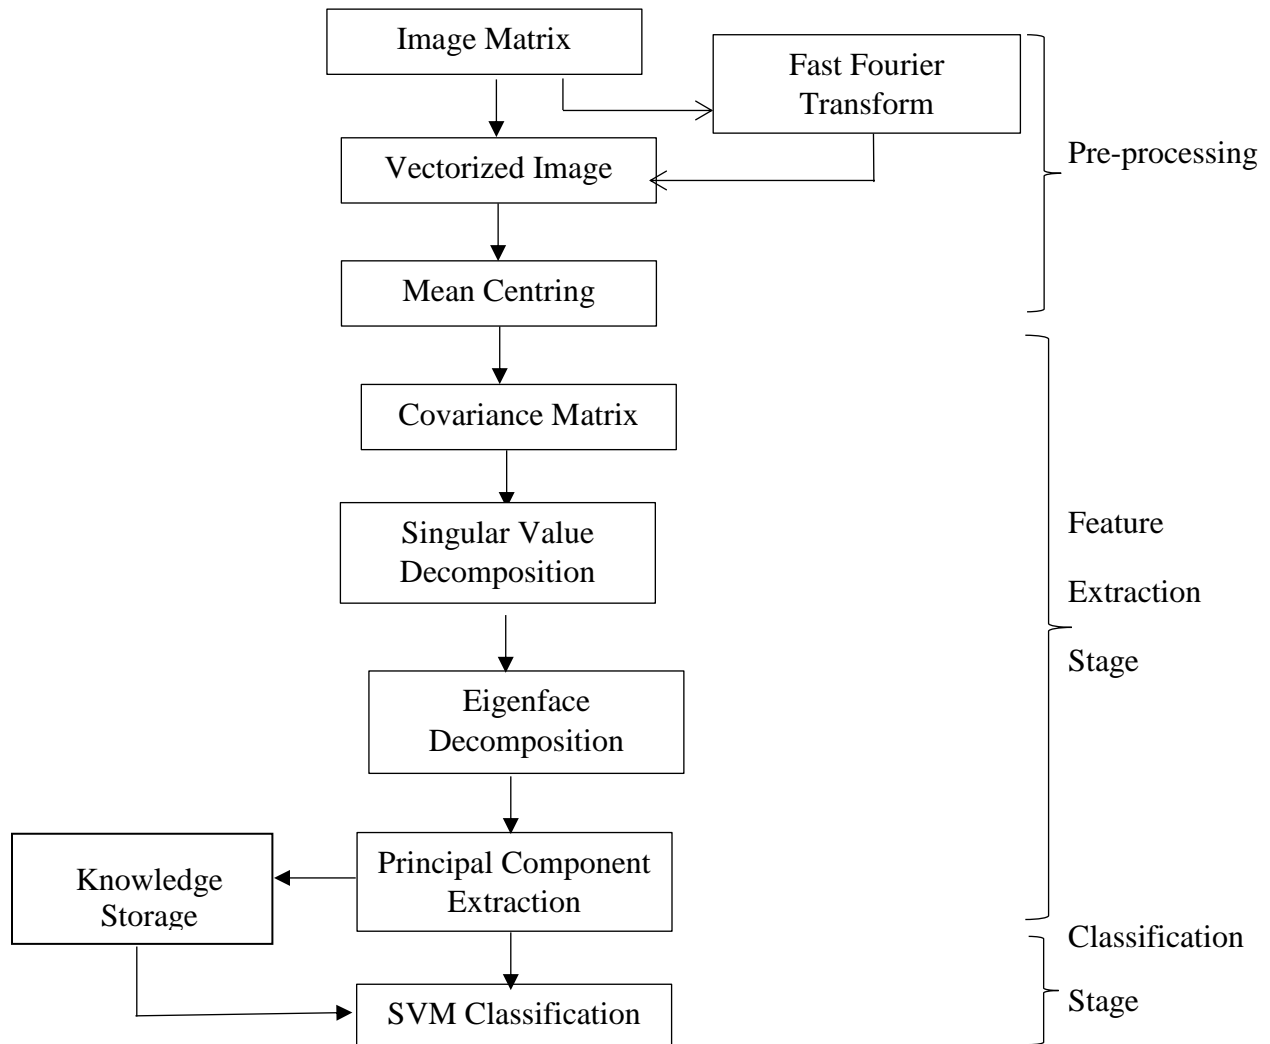 Image Matrix
Fast Fourier
Transform
Pre-processing
Vectorized Image
Mean Centring
Covariance Matrix
Singular Value
Decomposition
Feature
Extraction
Stage
Eigenface
Decomposition
Principal Component
Extraction
Knowledge
Storage
Classification
Stage
SVM Classification